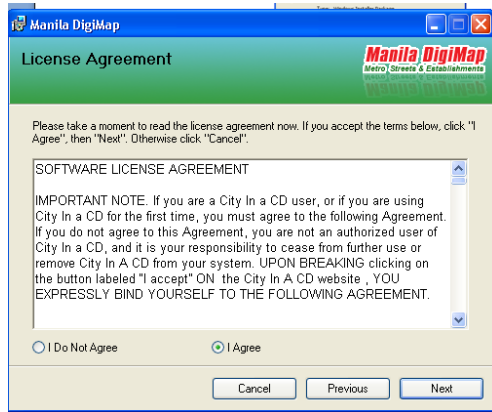 Manila DigiMap
License Agreement
Manila DigiMap
Metro Streets & Establishments
Please take a moment to read the license agreement now. If you accept the terms below, click "I
Agree", then "Next". Otherwise click "Cancel".
SOFTWARE LICENSE AGREEMENT
IMPORTANT NOTE. If you are a City In a CD user, or if you are using
City In a CD for the first time, you must agree to the following Agreement.
If you do not agree to this Agreement, you are not an authorized user of
City In a CD, and it is your responsibility to cease from further use or
remove City In A CD from your system. UPON BREAKING clicking on
the button labeled "I accept" ON the City In A CD website , YOU
EXPRESSLY BIND YOURSELF TO THE FOLLOWING AGREEMENT.
I Do Not Agree
I Agree
Cancel
Previous
Next